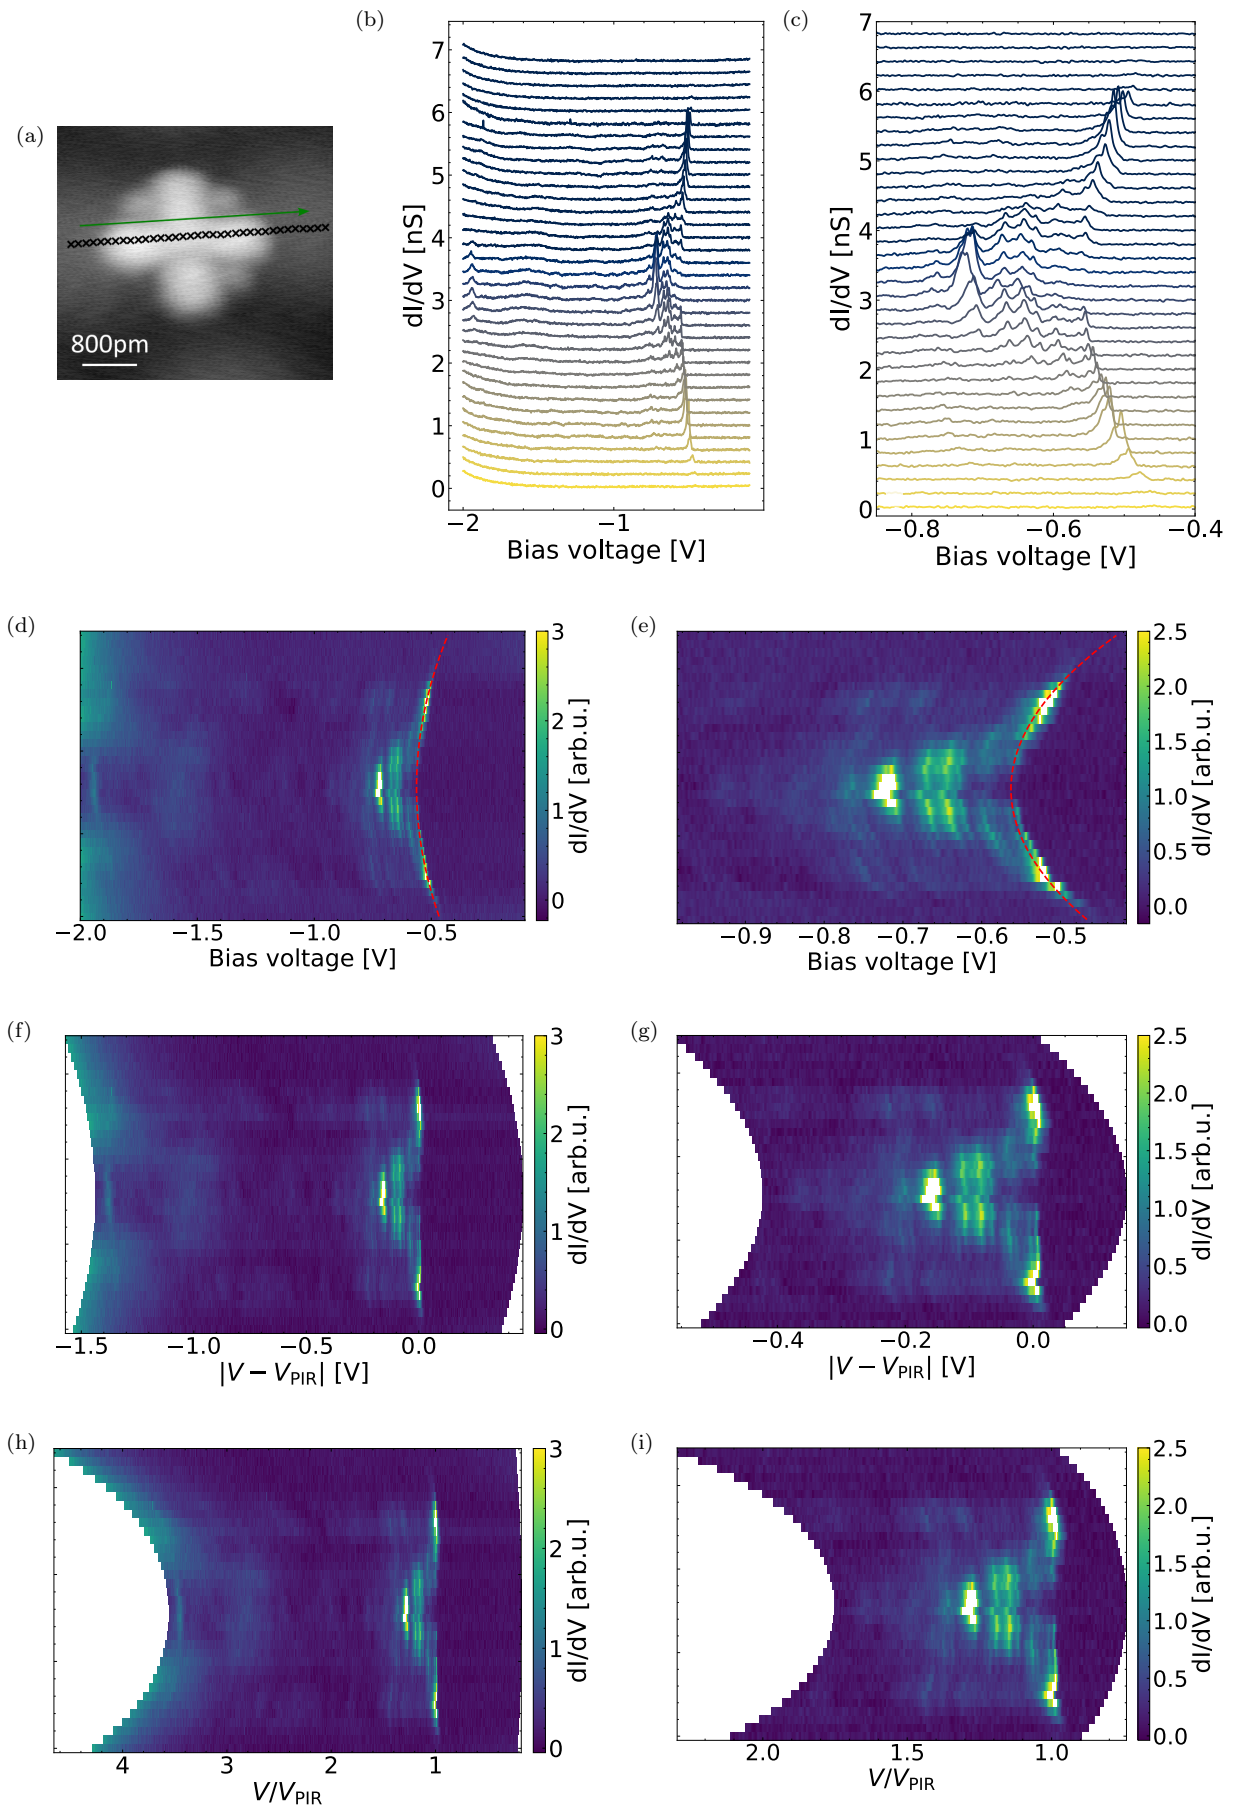 (a)
800pm
(b)
7
6
5
4
3
2
1
0
dI/dV [nS]
−2
−1
Bias voltage [V]
(c)
7
6
5
4
3
2
1
0
dI/dV [nS]
−0.8
−0.6
−0.4
Bias voltage [V]
(d)
−2.0
−1.5
−1.0
−0.5
Bias voltage [V]
3
2
1
0
dI/dV [arb.u.]
(e)
−0.9
−0.8
−0.7
−0.6
−0.5
Bias voltage [V]
2.5
2.0
1.5
1.0
0.5
0.0
dI/dV [arb.u.]
(f)
−1.5
−1.0
−0.5
0.0
|V − V_PIR| [V]
3
2
1
0
dI/dV [arb.u.]
(g)
−0.4
−0.2
0.0
|V − V_PIR| [V]
2.5
2.0
1.5
1.0
0.5
0.0
dI/dV [arb.u.]
(h)
4
3
2
1
V/V_PIR
3
2
1
0
dI/dV [arb.u.]
(i)
2.0
1.5
1.0
V/V_PIR
2.5
2.0
1.5
1.0
0.5
0.0
dI/dV [arb.u.]